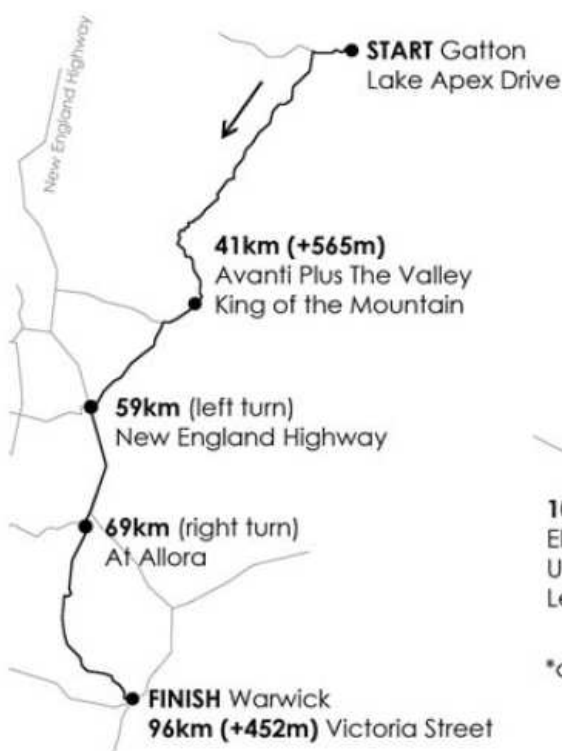 START Gatton
Lake Apex Drive
New England Highway
41km (+565m)
Avanti Plus The Valley
King of the Mountain
59km (left turn)
New England Highway
69km (right turn)
At Allora
FINISH Warwick
96km (+452m) Victoria Street